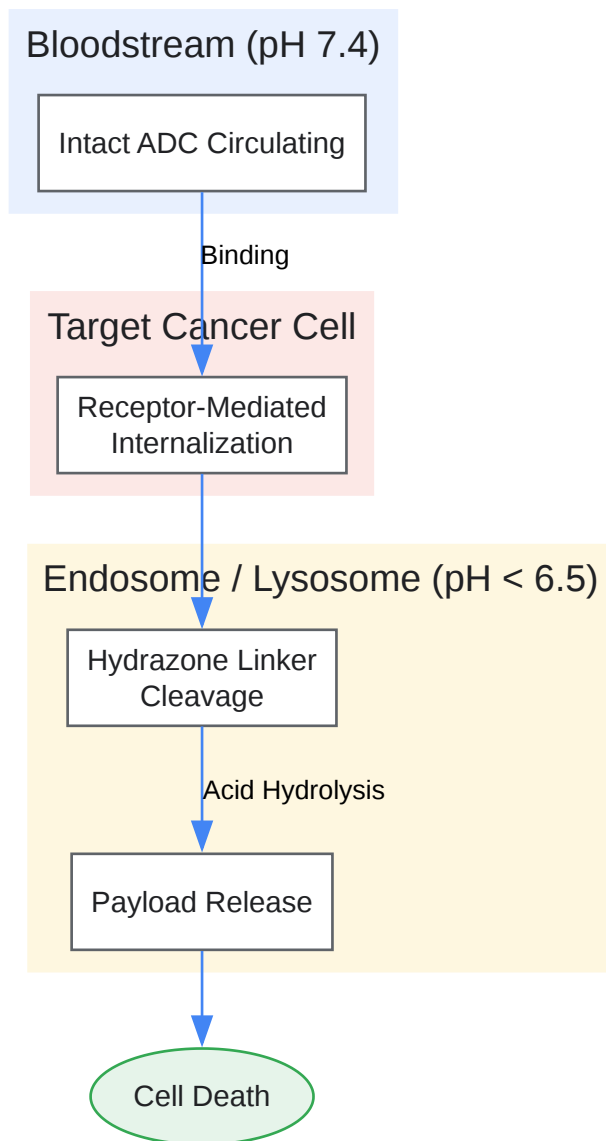 Bloodstream (pH 7.4)
Intact ADC Circulating
Binding
Target Cancer Cell
Receptor-Mediated
Internalization
Endosome / Lysosome (pH < 6.5)
Hydrazone Linker
Cleavage
Acid Hydrolysis
Payload Release
Cell Death